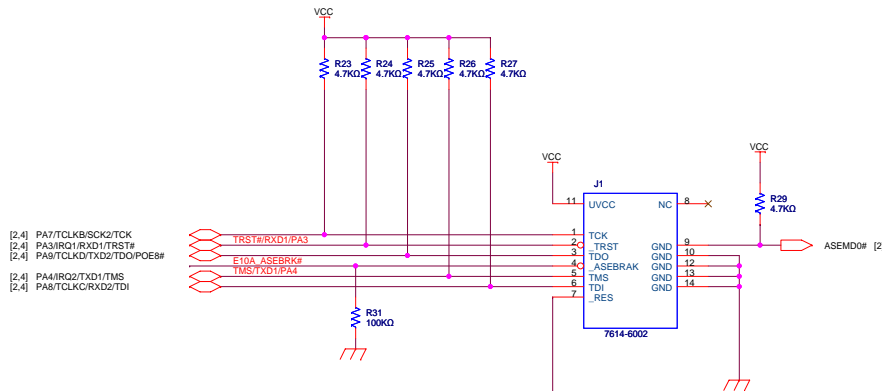 VCC
R23
4.7KΩ
R24
4.7KΩ
R25
4.7KΩ
R26
4.7KΩ
R27
4.7KΩ
VCC
VCC
J1
R29
4.7KΩ
11 UVCC NC 8
[2,4] PA7/TCLKB/SCK2/TCK 1 TCK
[2,4] PA3/IRQ1/RXD1/TRST# TRST#/RXD1/PA3 2 _TRST GND 9 ASEMD0# [2
[2,4] PA9/TCLKD/TXD2/TDO/POE8# 3 TDO GND 10
E10A_ASEBRK# 4 _ASEBRAK GND 12
[2,4] PA4/IRQ2/TXD1/TMS TMS/TXD1/PA4 5 TMS GND 13
[2,4] PA8/TCLKC/RXD2/TDI 6 TDI GND 14
7 _RES
R31
100KΩ
7614-6002